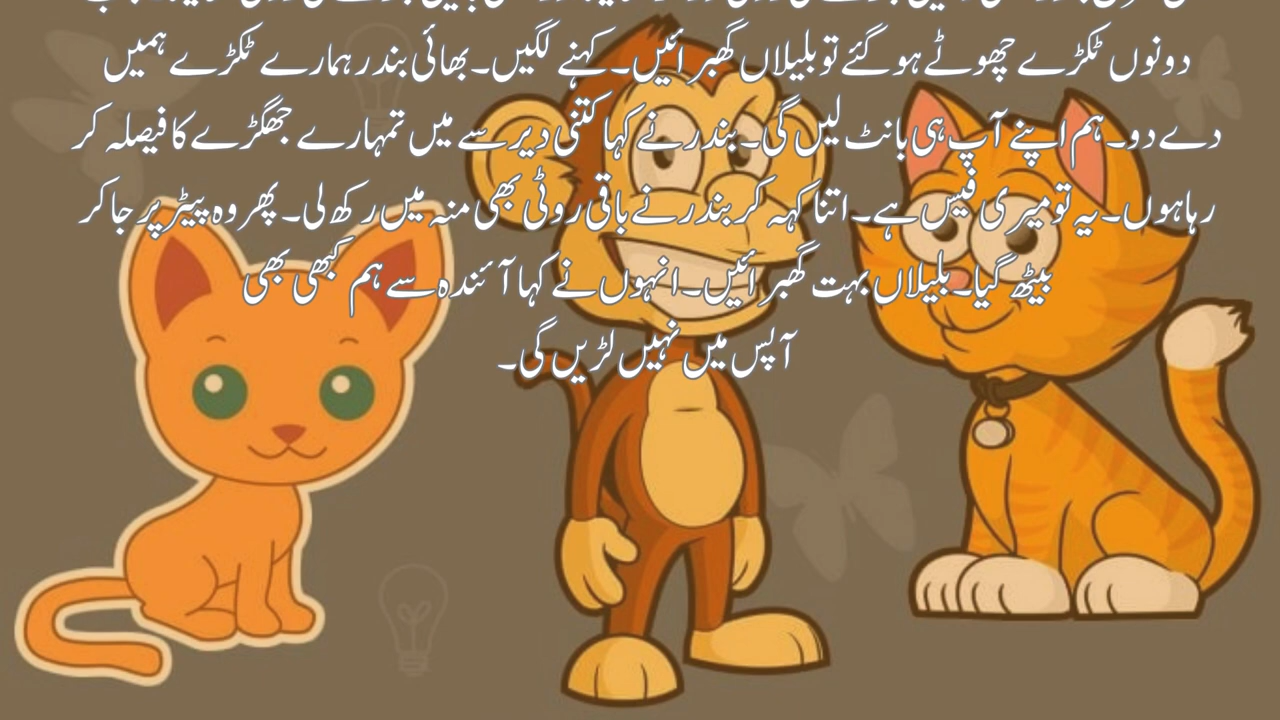 دونوں ٹکڑے چھوٹے ہو گئے تو بلیلاں گھبرائیں۔ کہنے لگیں۔ بھائی بندر ہمارے ٹکڑے ہمیں
دے دو۔ ہم اپنے آپ ہی بانٹ لیں گی۔ بندر نے کہا کتنی دیر سے میں تمہارے جھگڑے کا فیصلہ کر
رہا ہوں۔ یہ تو میری فیس ہے۔ اتنا کہہ کر بندر نے باقی روٹی بھی منہ میں رکھ لی۔ پھر وہ پیڑ پر جا کر
بیٹھ گیا۔ بلیلاں بہت گھبرائیں۔ انہوں نے کہا آئندہ سے ہم کبھی بھی
آپس میں نہیں لڑیں گی۔